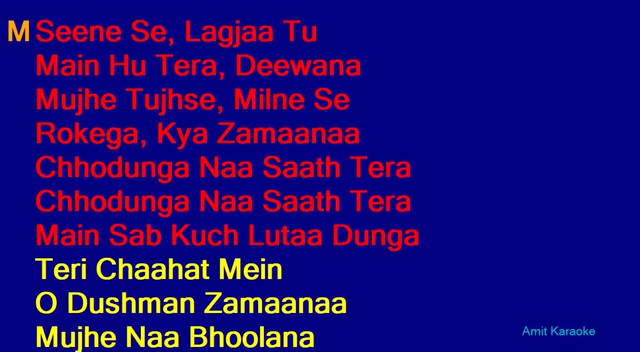 M Seene Se, Lagjaa Tu
Main Hu Tera, Deewana
Mujhe Tujhse, Milne Se
Rokega, Kya Zamaanaa
Chhodunga Naa Saath Tera
Chhodunga Naa Saath Tera
Main Sab Kuch Lutaa Dunga
Teri Chaahat Mein
O Dushman Zamaanaa
Mujhe Naa Bhoolana
Amit Karaoke